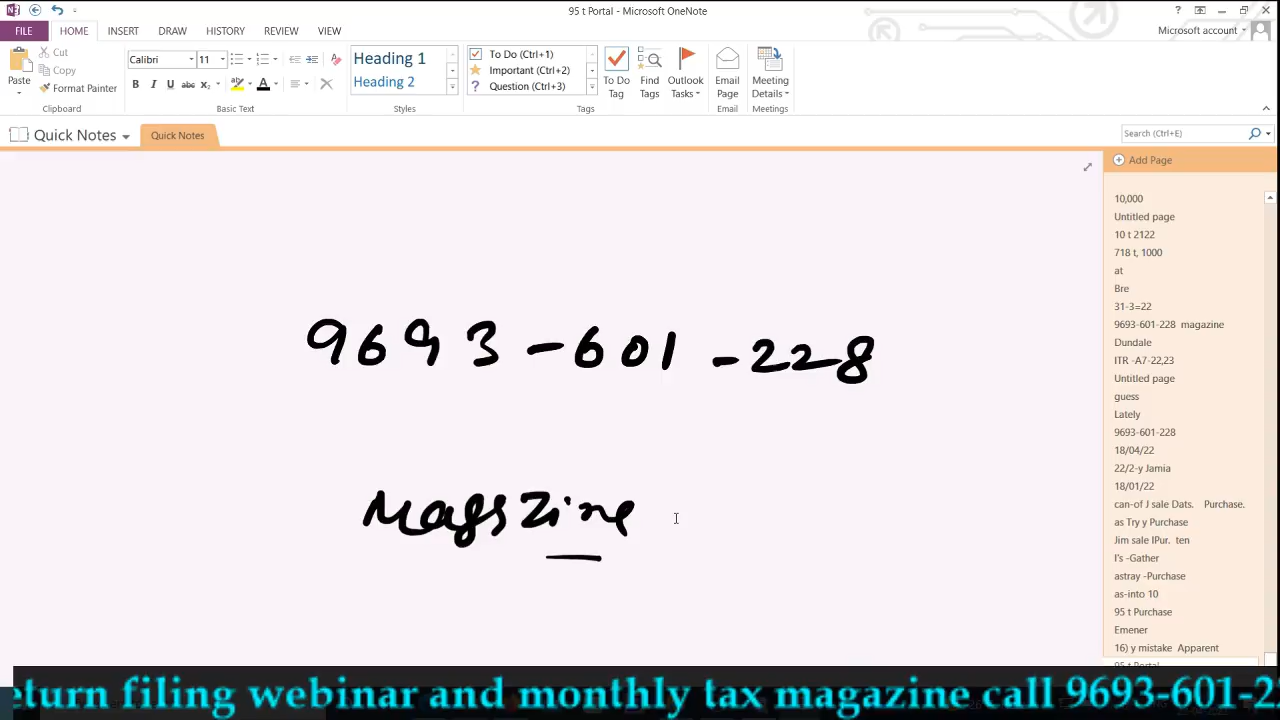 95 t Portal - Microsoft OneNote
Microsoft account
FILE HOME INSERT DRAW HISTORY REVIEW VIEW
Paste
Cut
Copy
Format Painter
Clipboard
Calibri 11
B I U abc X₂ A
Basic Text
Heading 1
Heading 2
Styles
To Do (Ctrl+1)
Important (Ctrl+2)
Question (Ctrl+3)
To Do Tag
Find Tags
Outlook Tasks
Tags
Email Page
Email
Meeting Details
Meetings
Quick Notes
Quick Notes
Search (Ctrl+E)
Add Page
10,000
Untitled page
10 t 2122
718 t, 1000
at
Bre
31-3=22
9693-601-228 magazine
Dundale
ITR -A7-22,23
Untitled page
guess
Lately
9693-601-228
18/04/22
22/2-y Jamia
18/01/22
can-of J sale Dats. Purchase.
as Try y Purchase
Jim sale IPur. ten
I's -Gather
astray -Purchase
as-into 10
95 t Purchase
Emener
16) y mistake Apparent
95 t Portal
9693-601-228
Magszine
eturn filing webinar and monthly tax magazine call 9693-601-22